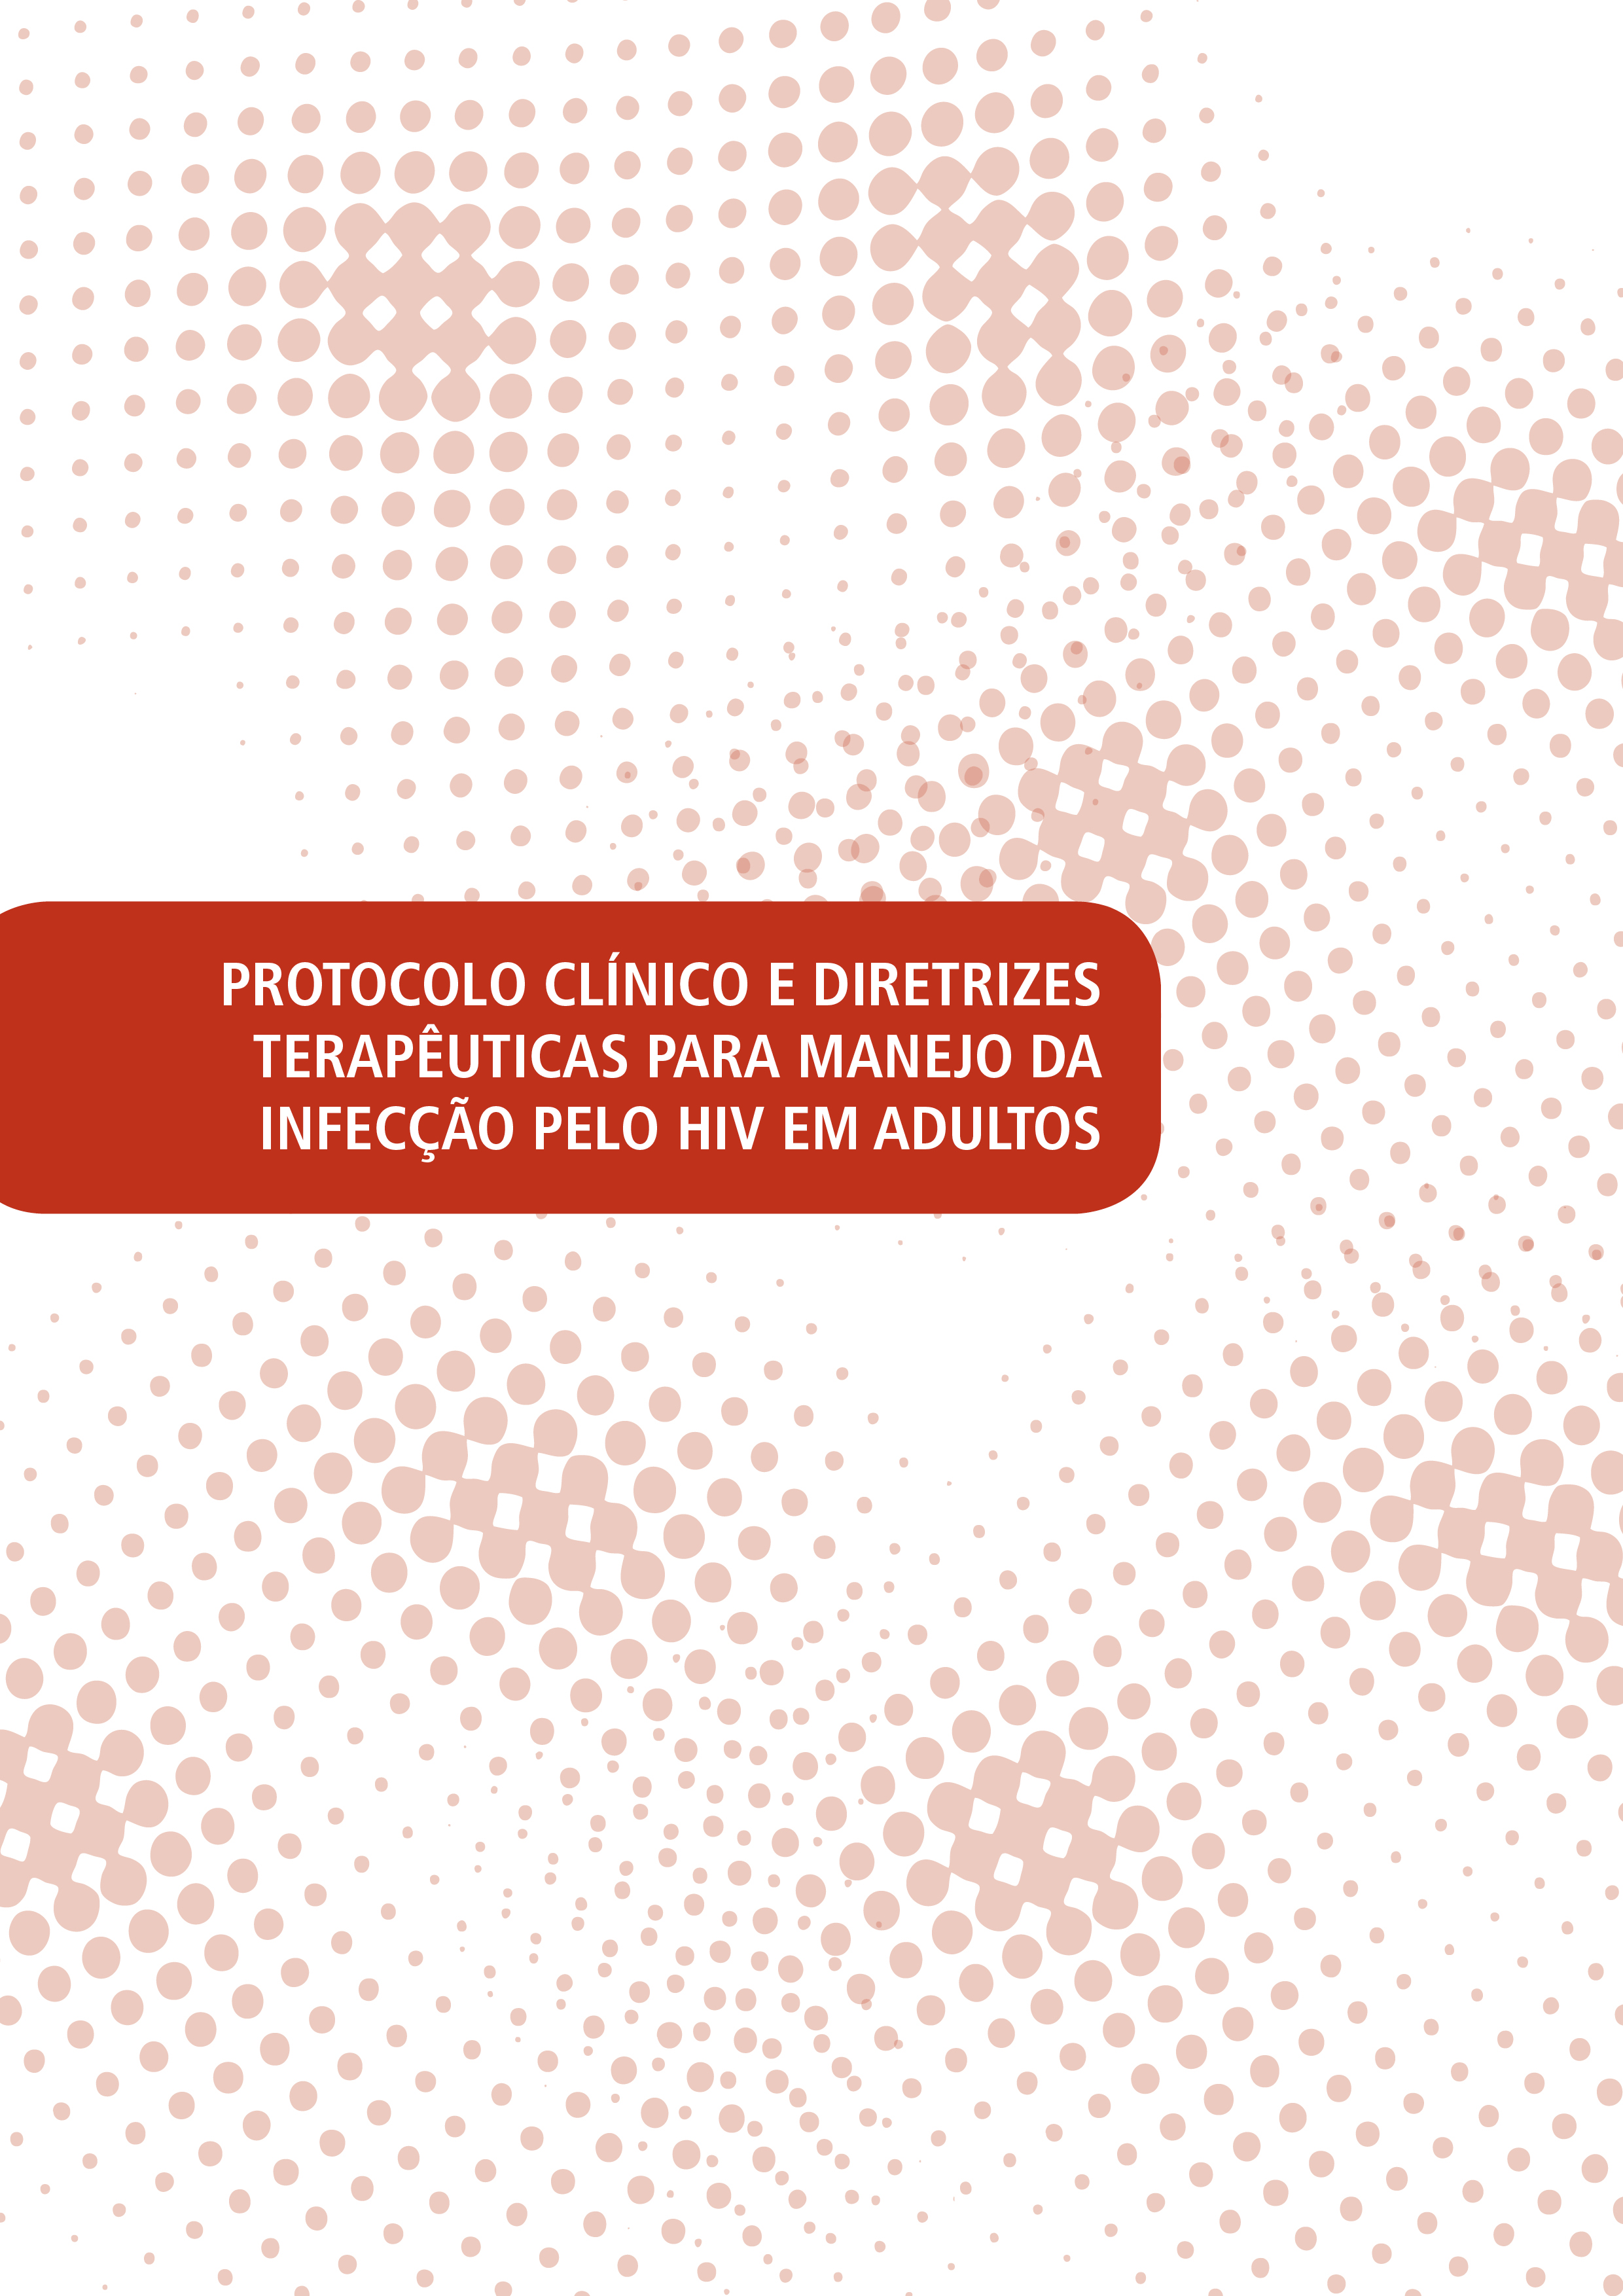 PROTOCOLO CLÍNICO E DIRETRIZES
TERAPÊUTICAS PARA MANEJO DA
INFECÇÃO PELO HIV EM ADULTOS